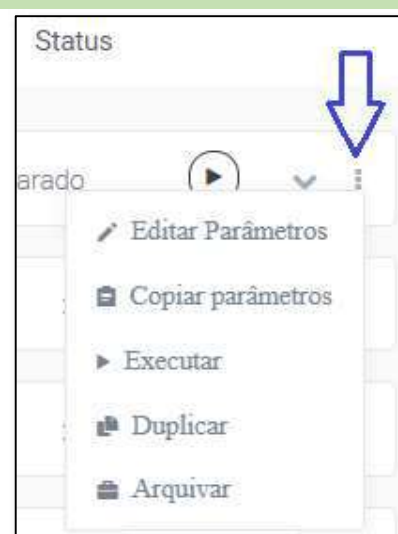 Status
arado
Editar Parâmetros
Copiar parâmetros
Executar
Duplicar
Arquivar